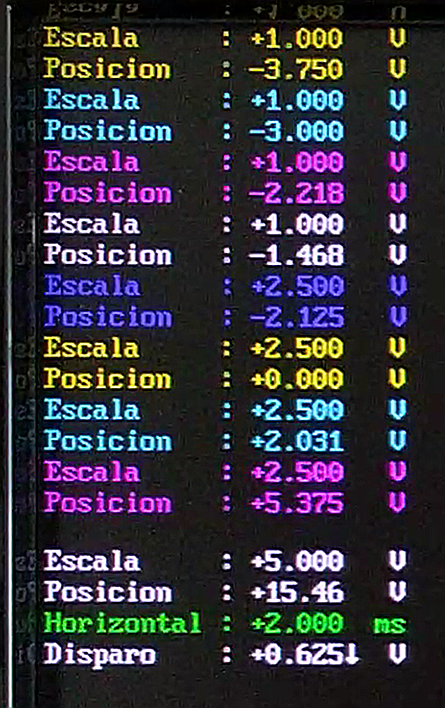 Escala : +1.000 V
Posicion : -3.750 V
Escala : +1.000 V
Posicion : -3.000 V
Escala : +1.000 V
Posicion : -2.218 V
Escala : +1.000 V
Posicion : -1.468 V
Escala : +2.500 V
Posicion : -2.125 V
Escala : +2.500 V
Posicion : +0.000 V
Escala : +2.500 V
Posicion : +2.031 V
Escala : +2.500 V
Posicion : +5.375 V
Escala : +5.000 V
Posicion : +15.46 V
Horizontal : +2.000 ms
Disparo : +0.625↓ V